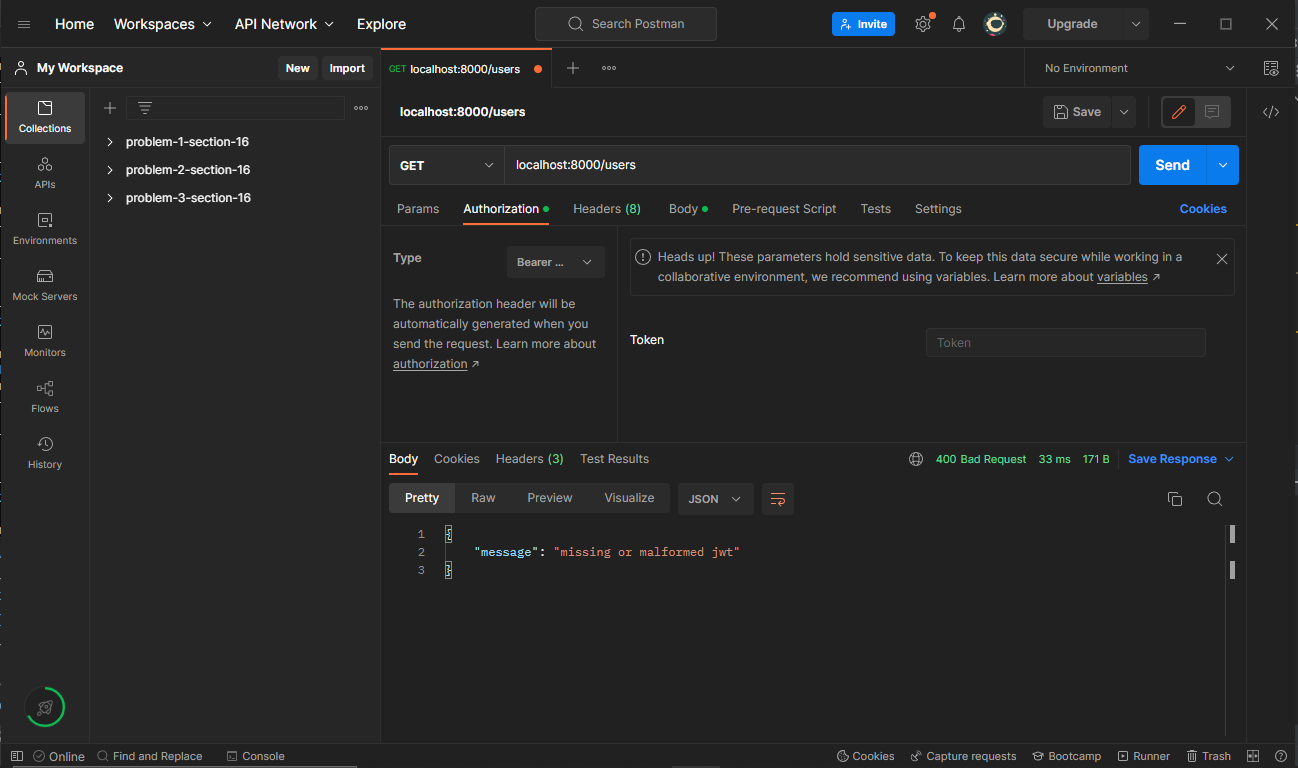 Home Workspaces API Network Explore Search Postman Invite Upgrade
My Workspace New Import GET localhost:8000/users No Environment
localhost:8000/users Save
Collections
APIs
Environments
Mock Servers
Monitors
Flows
History
problem-1-section-16
problem-2-section-16
problem-3-section-16
GET localhost:8000/users Send
Params Authorization Headers (8) Body Pre-request Script Tests Settings Cookies
Type Bearer ...
The authorization header will be
automatically generated when you
send the request. Learn more about
authorization ↗
Heads up! These parameters hold sensitive data. To keep this data secure while working in a
collaborative environment, we recommend using variables. Learn more about variables ↗
Token Token
Body Cookies Headers (3) Test Results 400 Bad Request 33 ms 171 B Save Response
Pretty Raw Preview Visualize JSON
1 {
2 "message": "missing or malformed jwt"
3 }
Online Find and Replace Console Cookies Capture requests Bootcamp Runner Trash